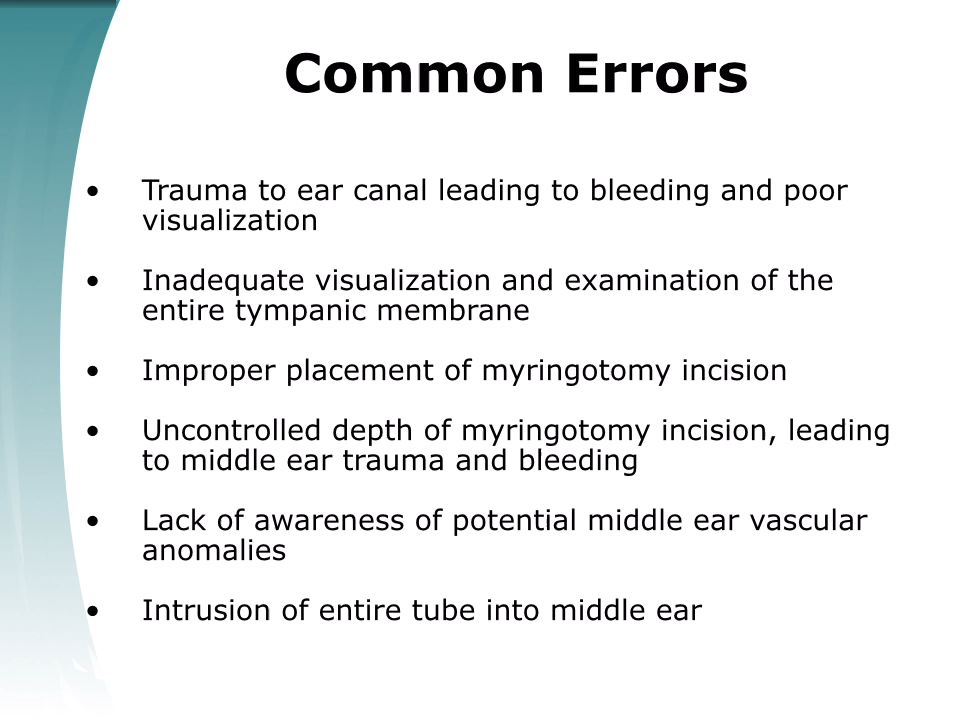 Common Errors
• Trauma to ear canal leading to bleeding and poor
visualization
• Inadequate visualization and examination of the
entire tympanic membrane
• Improper placement of myringotomy incision
• Uncontrolled depth of myringotomy incision, leading
to middle ear trauma and bleeding
• Lack of awareness of potential middle ear vascular
anomalies
• Intrusion of entire tube into middle ear